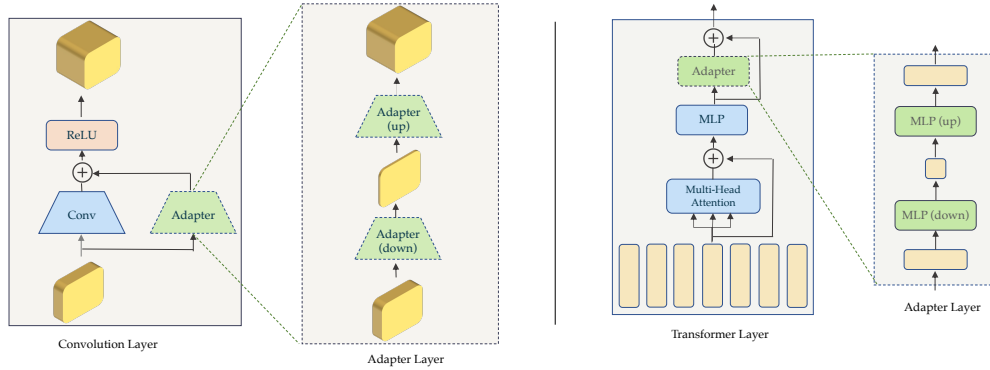 ReLU
Conv
Adapter
Convolution Layer
Adapter
(up)
Adapter
(down)
Adapter Layer
Adapter
MLP
Multi-Head
Attention
Transformer Layer
MLP (up)
MLP (down)
Adapter Layer